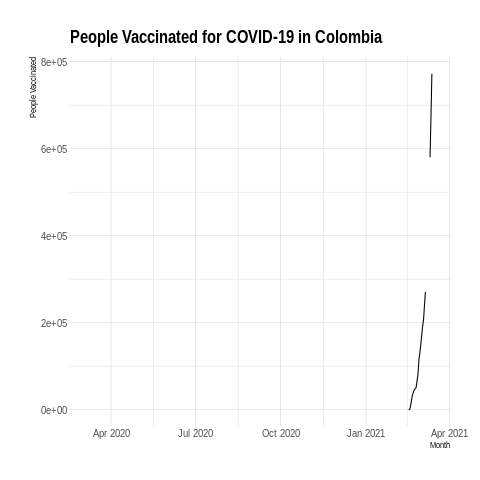 People Vaccinated for COVID-19 in Colombia
People Vaccinated
8e+05
6e+05
4e+05
2e+05
0e+00
Apr 2020 Jul 2020 Oct 2020 Jan 2021 Apr 2021
Month